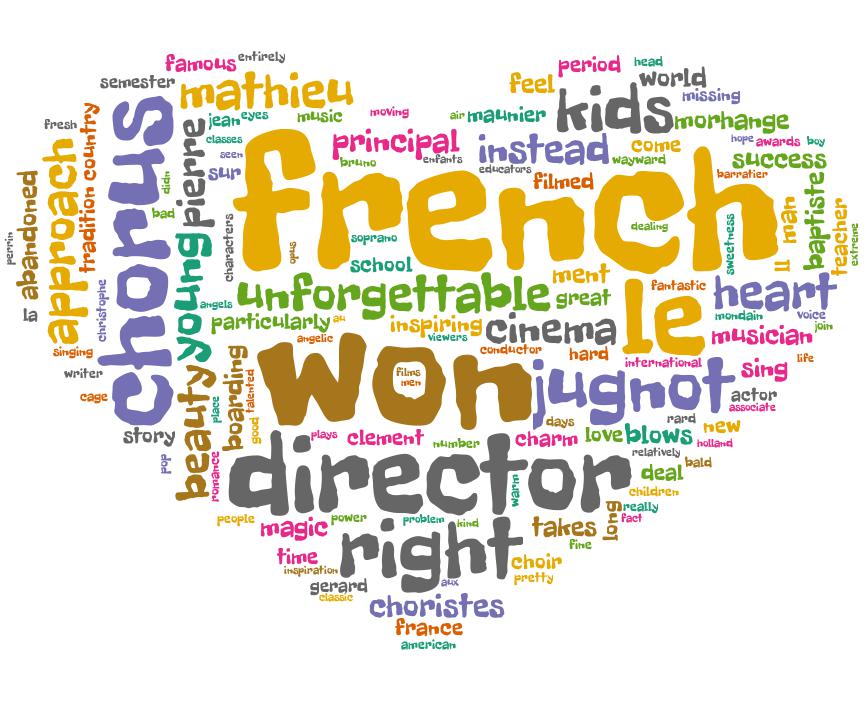 famous entirely
period head
semester
mathieu
feel
world
missing
kids
jean eyes
music
moving
air maunier
morhange
fresh
chorus
pierre
classes
seen
principal
instead
come
hope awards boy
tradition country
approach
sur
bruno
enfants
educators
wayward
success
abandoned
didn
bad
french
filmed
barratier
baptiste
man
ll
teacher
extreme
perrin
young
characters
opus
soprano
dealing
sweetness
school
ment
fantastic
heart
christophe
angels
unforgettable
great
le
mondain
voice
join
particularly
au
inspiring
viewers
cinema
musician
singing
angelic
conductor
hard
international
life
writer
boarding
won
films
men
jugnot
sing
cage
beauty
place
talented
good
actor
associate
story
plays
clement
number
charm
days
love
blows
rard
new
holland
pop
romance
director
warm
relatively
deal
bald
children
people
magic
power
problem
kind
right
takes
long
really
fact
fine
time
inspiration
choir
pretty
gerard
classic
aux
choristes
france
american